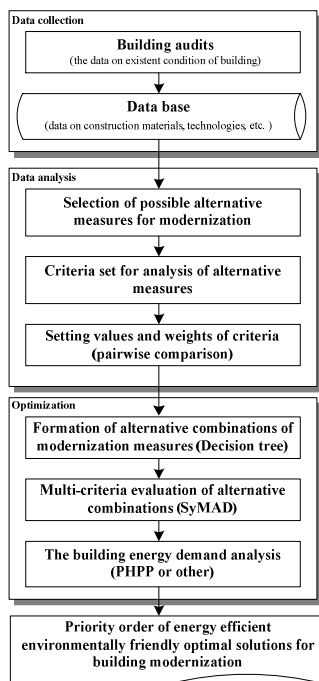 Data collection
Building audits
(the data on existent condition of building)
Data base
(data on construction materials, technologies, etc. )
Data analysis
Selection of possible alternative
measures for modernization
Criteria set for analysis of alternative
measures
Setting values and weights of criteria
(pairwise comparison)
Optimization
Formation of alternative combinations of
modernization measures (Decision tree)
Multi-criteria evaluation of alternative
combinations (SyMAD)
The building energy demand analysis
(PHPP or other)
Priority order of energy efficient
environmentally friendly optimal solutions for
building modernization